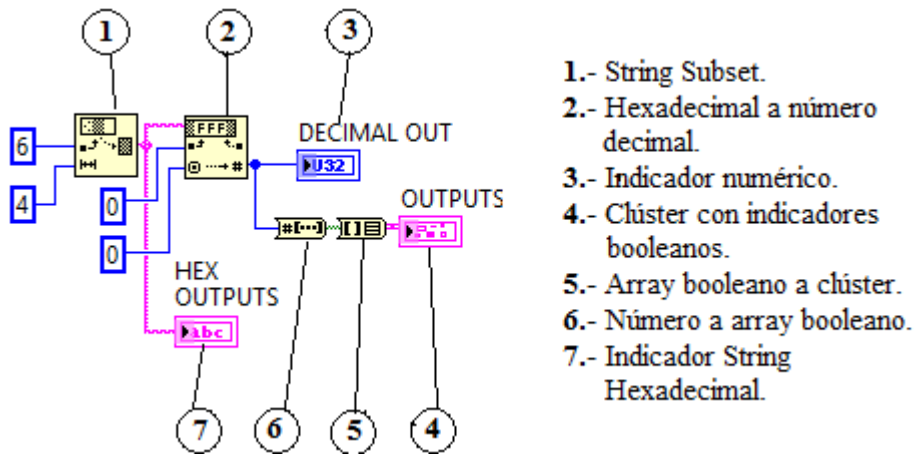 1
2
3
6
FFF
DECIMAL OUT
#
U32
4
0
OUTPUTS
#[...]
[]
0
HEX
OUTPUTS
abc
7
6
5
4
1.- String Subset.
2.- Hexadecimal a número
decimal.
3.- Indicador numérico.
4.- Clúster con indicadores
booleanos.
5.- Array booleano a clúster.
6.- Número a array booleano.
7.- Indicador String
Hexadecimal.